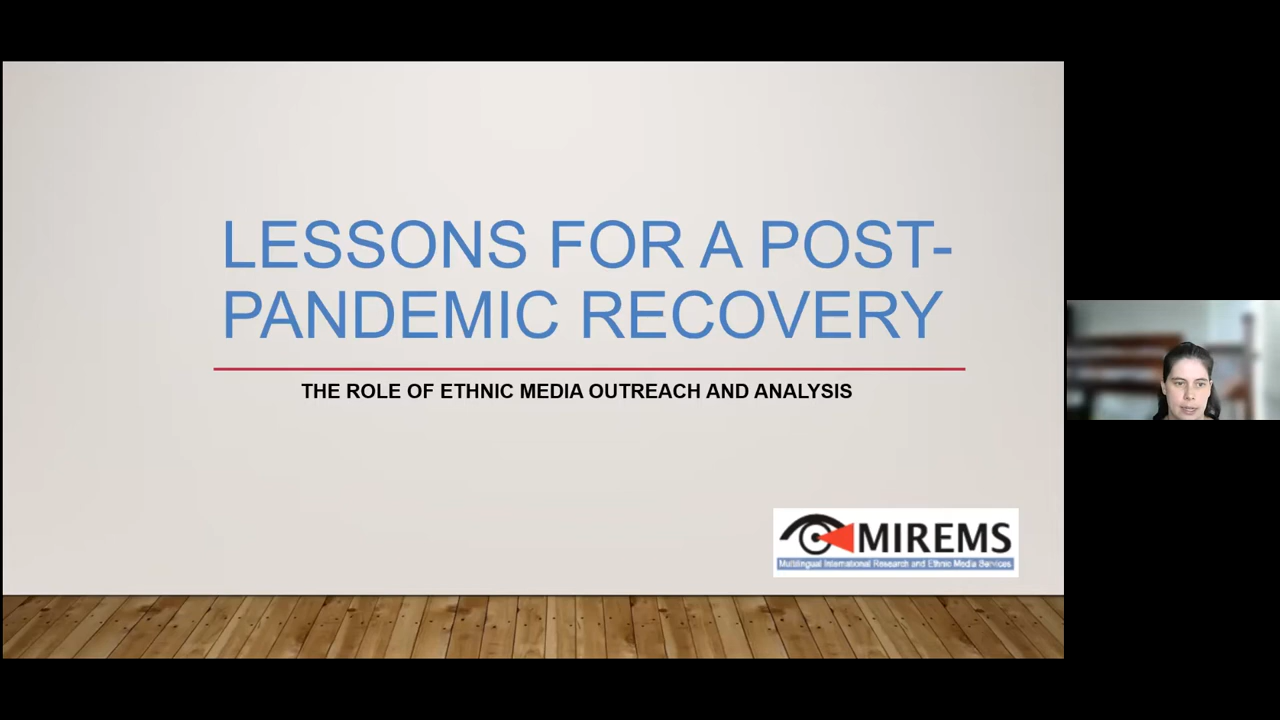 LESSONS FOR A POST-
PANDEMIC RECOVERY
THE ROLE OF ETHNIC MEDIA OUTREACH AND ANALYSIS
MIREMS
Multilingual International Research and Ethnic Media Services